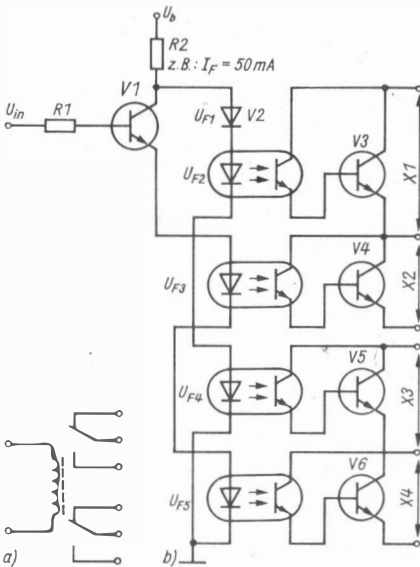 U_b
R2
z.B.: I_F = 50mA
V1
U_in
R1
U_F1
V2
U_F2
V3
X1
U_F3
V4
X2
U_F4
V5
X3
U_F5
V6
X4
a)
b)